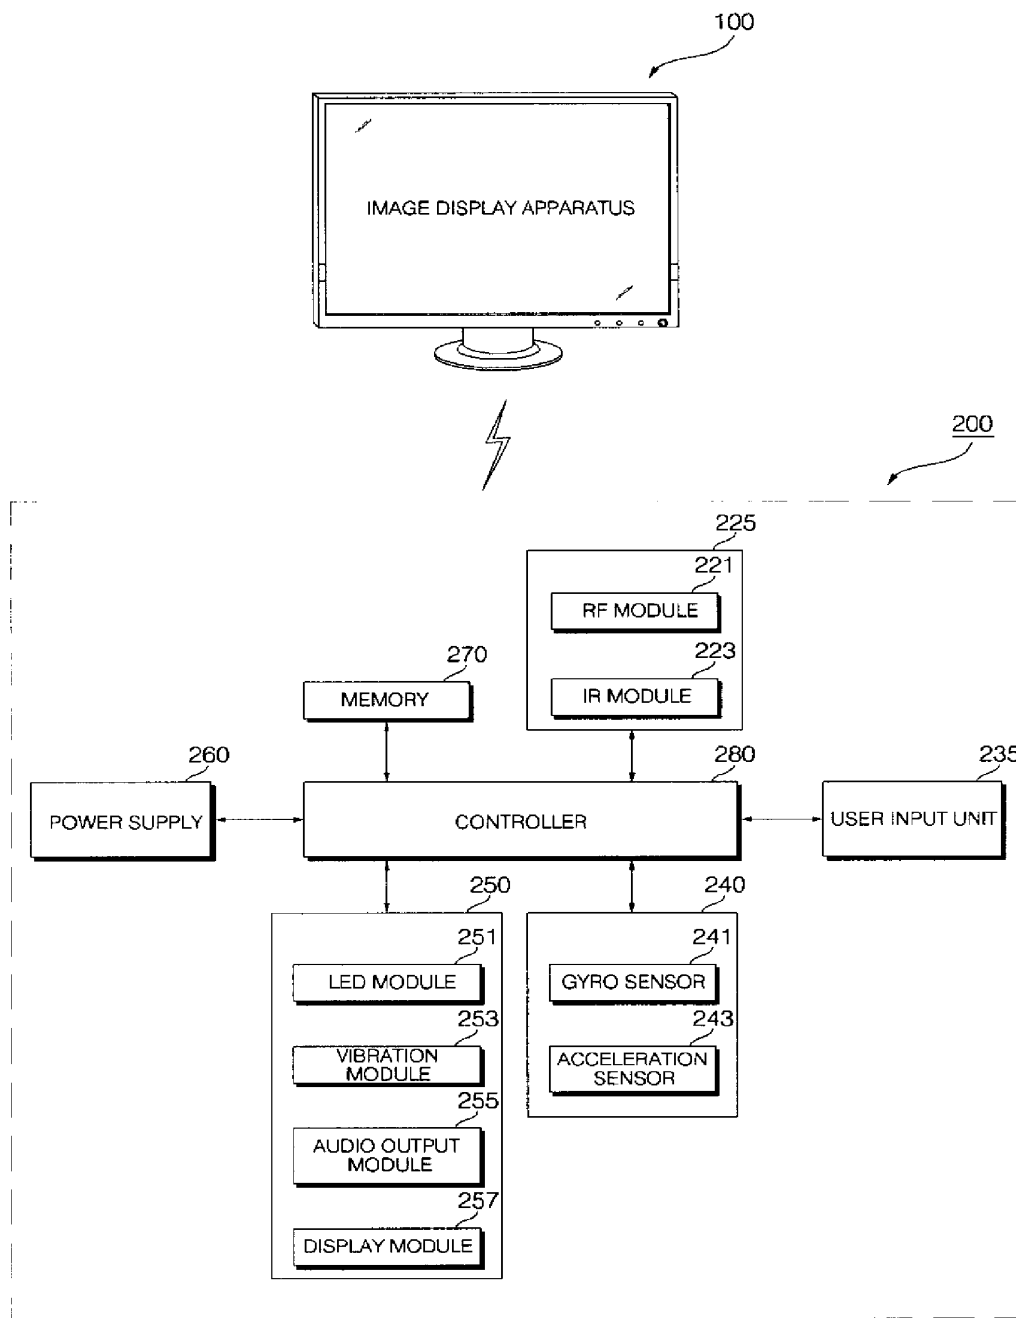 100
IMAGE DISPLAY APPARATUS
200
225
221
RF MODULE
223
IR MODULE
270
MEMORY
260
POWER SUPPLY
280
CONTROLLER
235
USER INPUT UNIT
250
251
LED MODULE
253
VIBRATION
MODULE
255
AUDIO OUTPUT
MODULE
257
DISPLAY MODULE
240
241
GYRO SENSOR
243
ACCELERATION
SENSOR